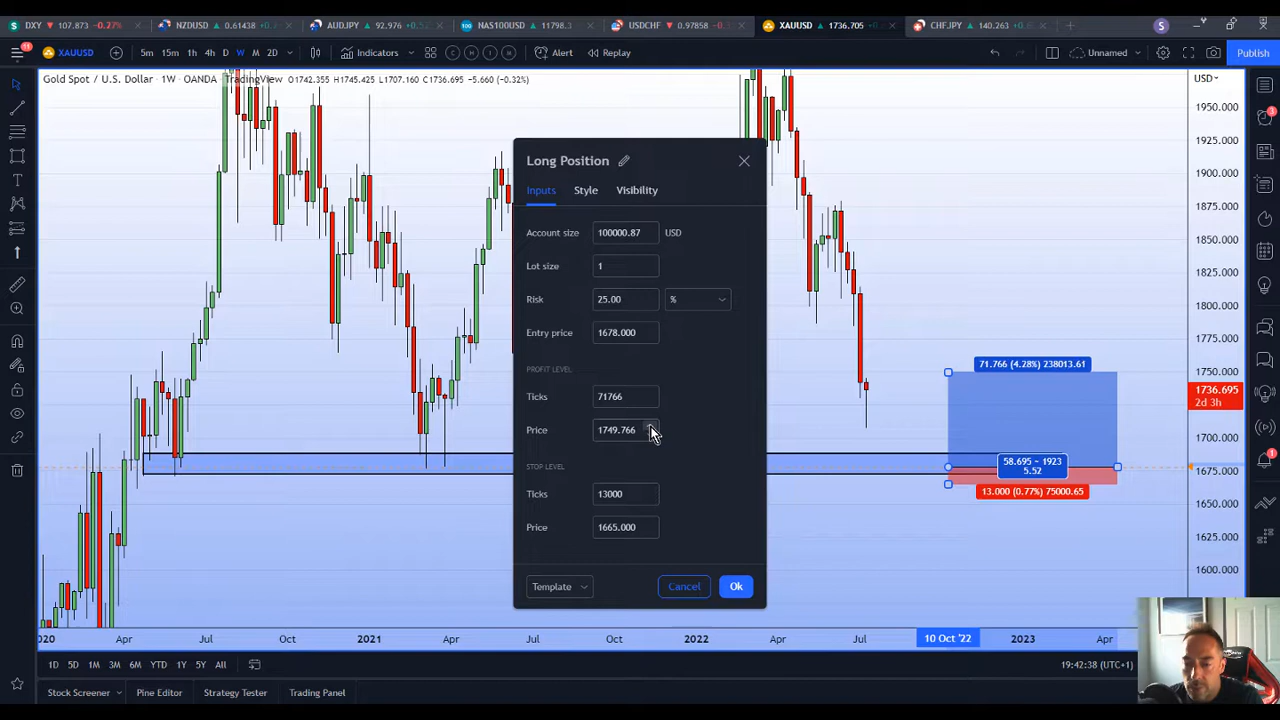 DXY ▼ 107.873 −0.27%
NZDUSD ▲ 0.61438
AUDJPY ▲ 92.976
NAS100USD ▲ 11798.3
USDCHF ▼ 0.97858
XAUUSD ▲ 1736.705
CHFJPY ▼ 140.263
XAUUSD
5m 15m 1h 4h D W M 2D
Indicators
C H I H
Alert
Replay
Unnamed
Publish
Gold Spot / U.S. Dollar · 1W · OANDA · TradingView O1742.355 H1745.425 L1707.160 C1736.695 −5.660 (−0.32%)
USD
1950.000
1925.000
1900.000
1875.000
1850.000
1825.000
1800.000
1775.000
1750.000
1736.695
2d 3h
1700.000
1675.000
1650.000
1625.000
1600.000
Long Position
Inputs Style Visibility
Account size 100000.87 USD
Lot size 1
Risk 25.00 %
Entry price 1678.000
PROFIT LEVEL
Ticks 71766
Price 1749.766
STOP LEVEL
Ticks 13000
Price 1665.000
Template Cancel Ok
71.766 (4.28%) 238013.61
58.695 ~ 1923
5.52
13.000 (0.77%) 75000.65
020 Apr Jul Oct 2021 Apr Jul Oct 2022 Apr Jul 10 Oct '22 2023 Apr
1D 5D 1M 3M 6M YTD 1Y 5Y All
19:42:38 (UTC+1)
Stock Screener Pine Editor Strategy Tester Trading Panel